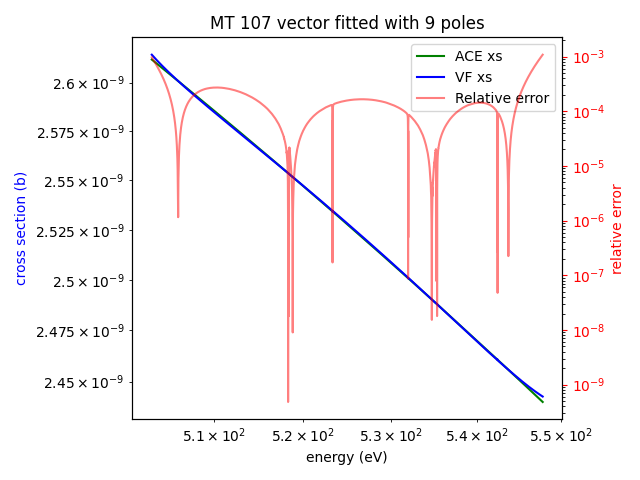 MT 107 vector fitted with 9 poles
ACE xs
VF xs
Relative error
cross section (b)
2.6 × 10⁻⁹
2.575 × 10⁻⁹
2.55 × 10⁻⁹
2.525 × 10⁻⁹
2.5 × 10⁻⁹
2.475 × 10⁻⁹
2.45 × 10⁻⁹
10⁻³
10⁻⁴
10⁻⁵
10⁻⁶
10⁻⁷
10⁻⁸
10⁻⁹
relative error
5.1 × 10² 5.2 × 10² 5.3 × 10² 5.4 × 10² 5.5 × 10²
energy (eV)